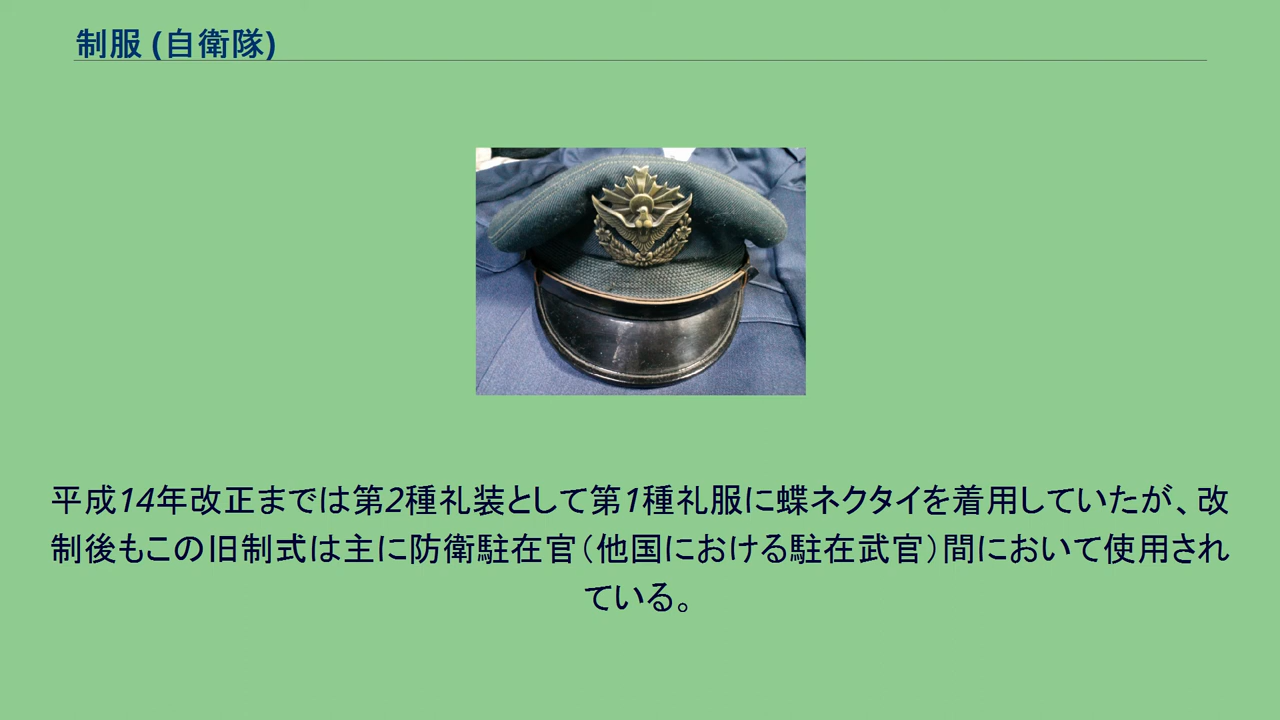 制服 (自衛隊)
平成14年改正までは第2種礼装として第1種礼服に蝶ネクタイを着用していたが、改
制後もこの旧制式は主に防衛駐在官（他国における駐在武官）間において使用され
ている。